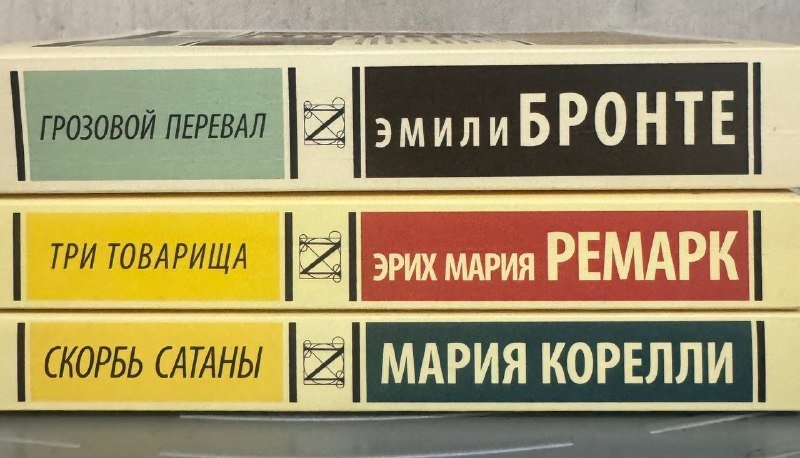 ГРОЗОВОЙ ПЕРЕВАЛ
ЭМИЛИ БРОНТЕ
ТРИ ТОВАРИЩА
ЭРИХ МАРИЯ РЕМАРК
СКОРБЬ САТАНЫ
МАРИЯ КОРЕЛЛИ